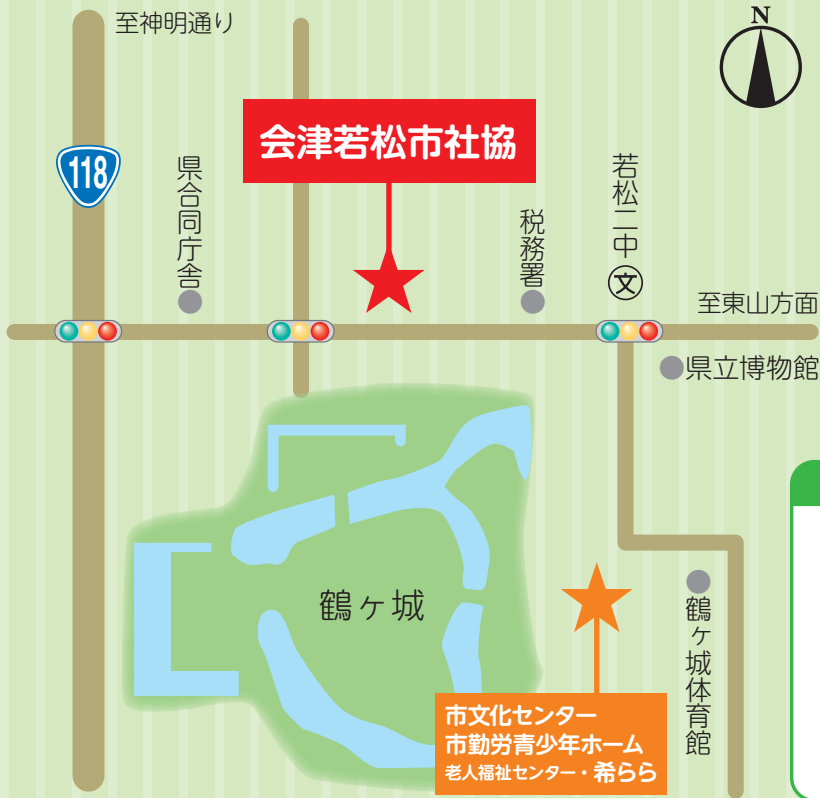 至神明通り
N
会津若松市社協
118
県合同庁舎
税務署
若松二中
文
至東山方面
県立博物館
鶴ヶ城
鶴ヶ城体育館
市文化センター
市勤労青少年ホーム
老人福祉センター・希らら